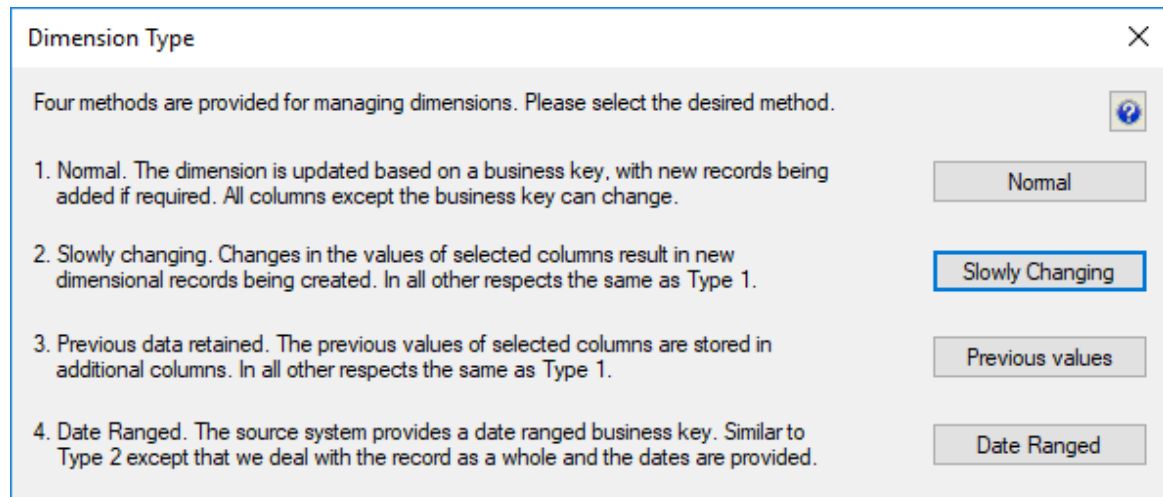 Dimension Type
Four methods are provided for managing dimensions. Please select the desired method.
1. Normal. The dimension is updated based on a business key, with new records being
added if required. All columns except the business key can change.
Normal
2. Slowly changing. Changes in the values of selected columns result in new
dimensional records being created. In all other respects the same as Type 1.
Slowly Changing
3. Previous data retained. The previous values of selected columns are stored in
additional columns. In all other respects the same as Type 1.
Previous values
4. Date Ranged. The source system provides a date ranged business key. Similar to
Type 2 except that we deal with the record as a whole and the dates are provided.
Date Ranged